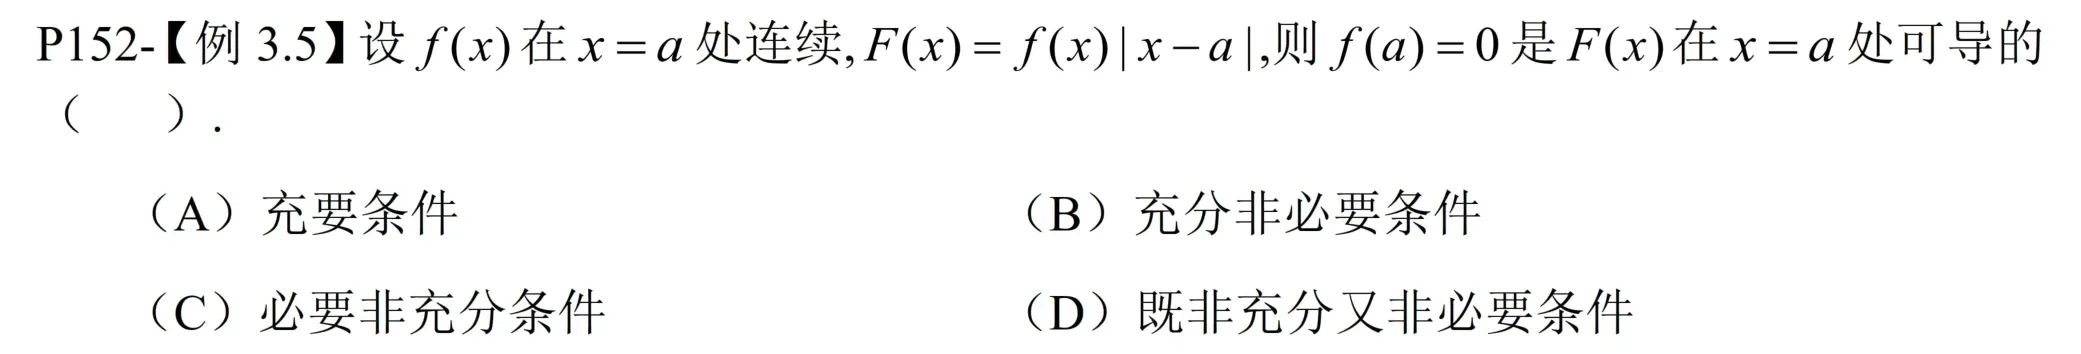 P152-【例 3.5】设 f(x) 在 x = a 处连续, F(x) = f(x) | x − a |,则 f(a) = 0 是 F(x) 在 x = a 处可导的
（　　）.
（A）充要条件　　（B）充分非必要条件
（C）必要非充分条件　　（D）既非充分又非必要条件